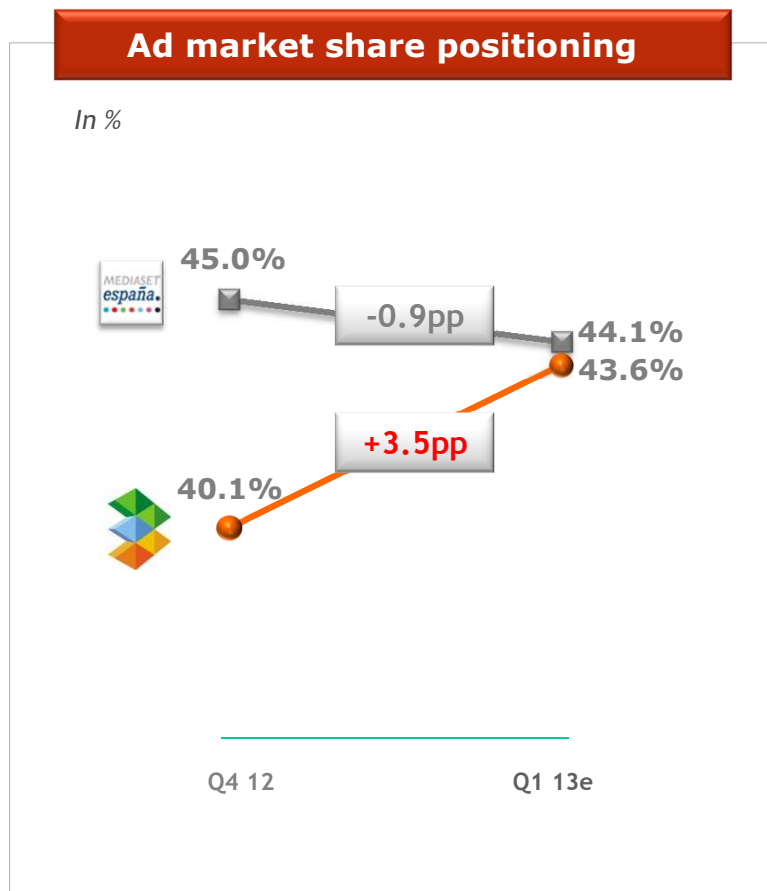 Ad market share positioning
In %
MEDIASET
españa.
45.0%
-0.9pp
44.1%
43.6%
+3.5pp
40.1%
Q4 12
Q1 13e